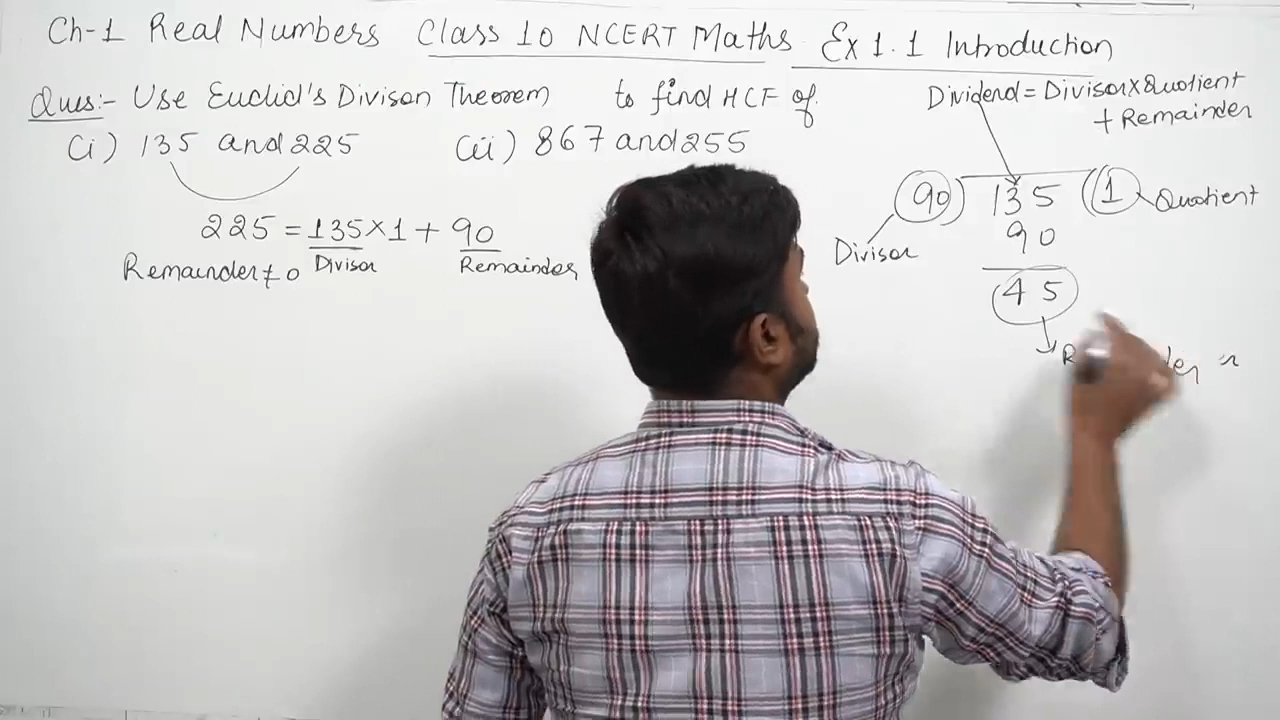 Ch-1 Real Numbers Class 10 NCERT Maths Ex 1.1 Introduction
Ques:- Use Euclid's Divison Theorem to find HCF of
(i) 135 and 225 (ii) 867 and 255
225 = 135 × 1 + 90
Remainder ≠ 0 Divisor Remainder
Dividend = Divisor × Quotient
+ Remainder
90) 135 (1 Quotient
Divisor 90
45